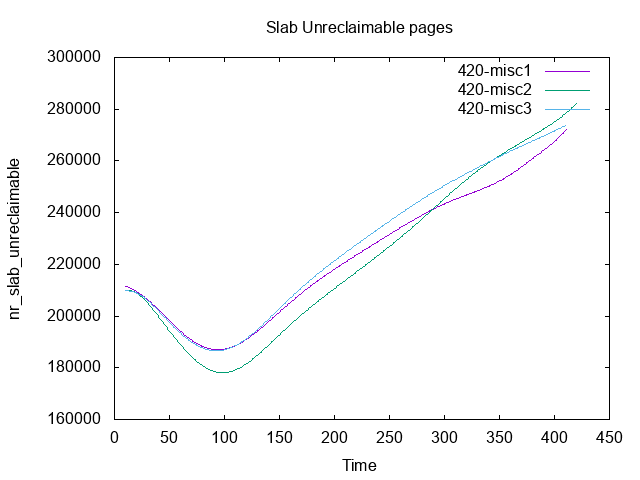 Slab Unreclaimable pages
300000
280000
260000
240000
220000
200000
180000
160000
nr_slab_unreclaimable
420-misc1
420-misc2
420-misc3
0 50 100 150 200 250 300 350 400 450
Time